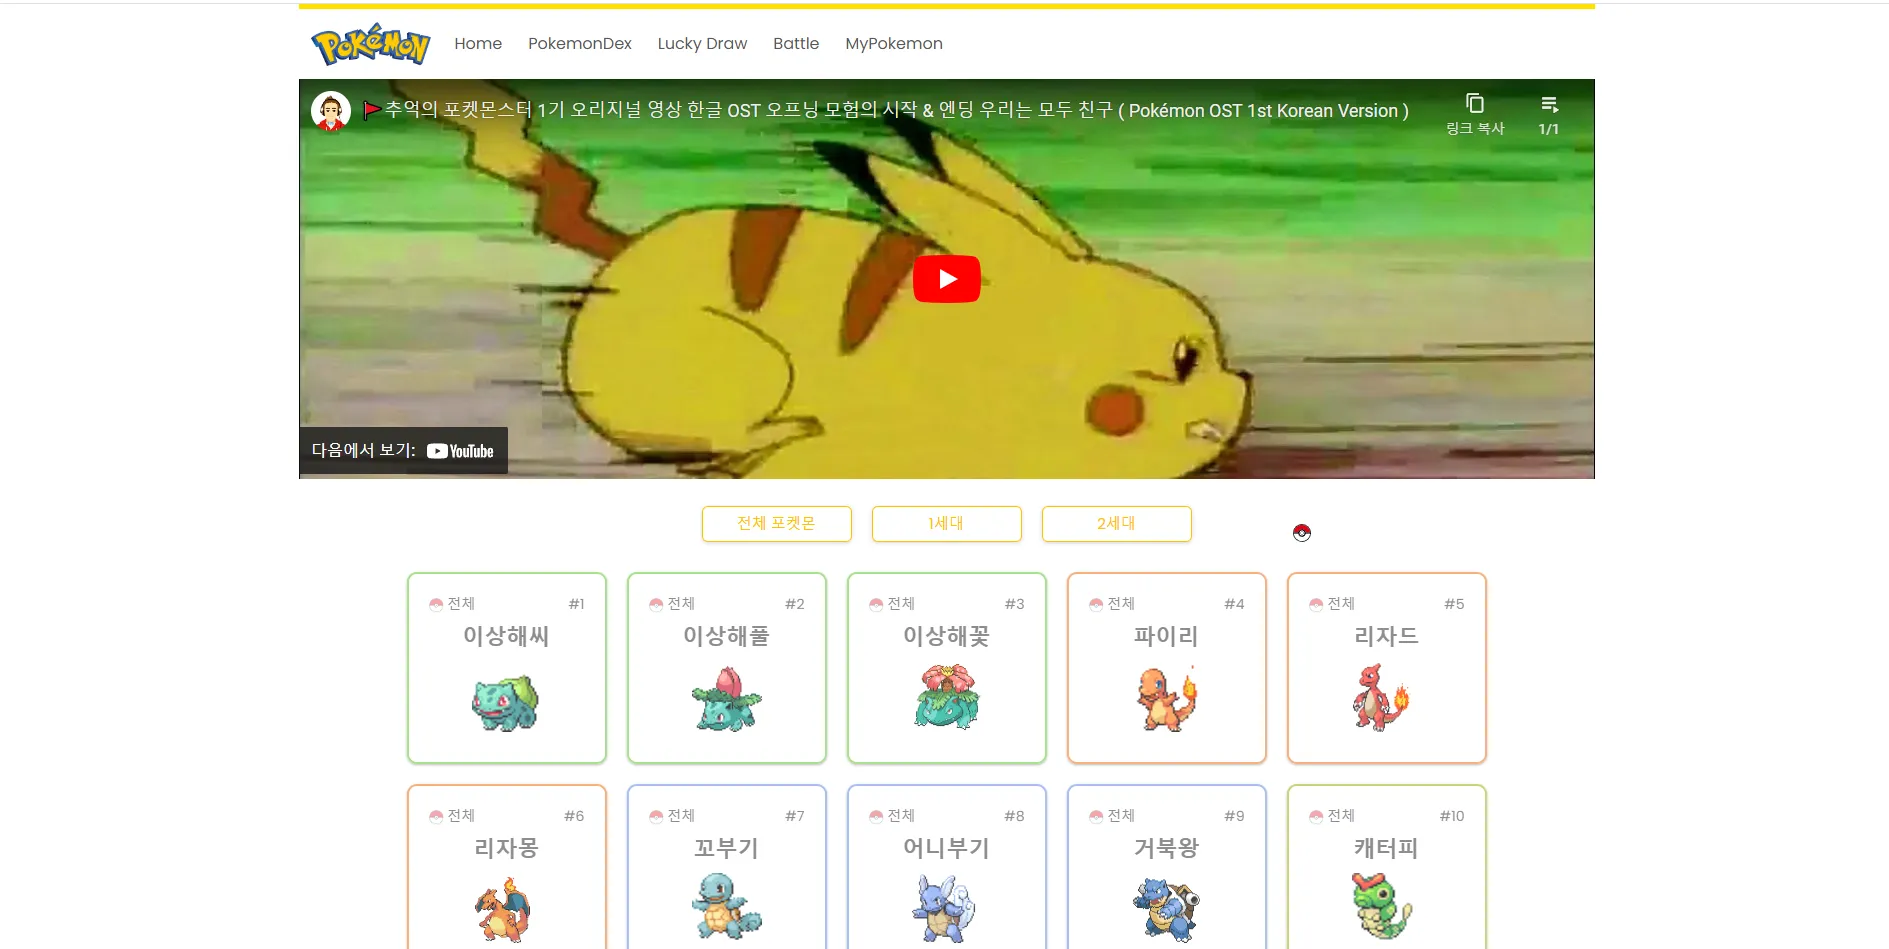 POKéMON
Home PokemonDex Lucky Draw Battle MyPokemon
추억의 포켓몬스터 1기 오리지널 영상 한글 OST 오프닝 모험의 시작 & 엔딩 우리는 모두 친구 ( Pokémon OST 1st Korean Version )
링크 복사 1/1
다음에서 보기: YouTube
전체 포켓몬 1세대 2세대
전체 #1
이상해씨
전체 #2
이상해풀
전체 #3
이상해꽃
전체 #4
파이리
전체 #5
리자드
전체 #6
리자몽
전체 #7
꼬부기
전체 #8
어니부기
전체 #9
거북왕
전체 #10
캐터피